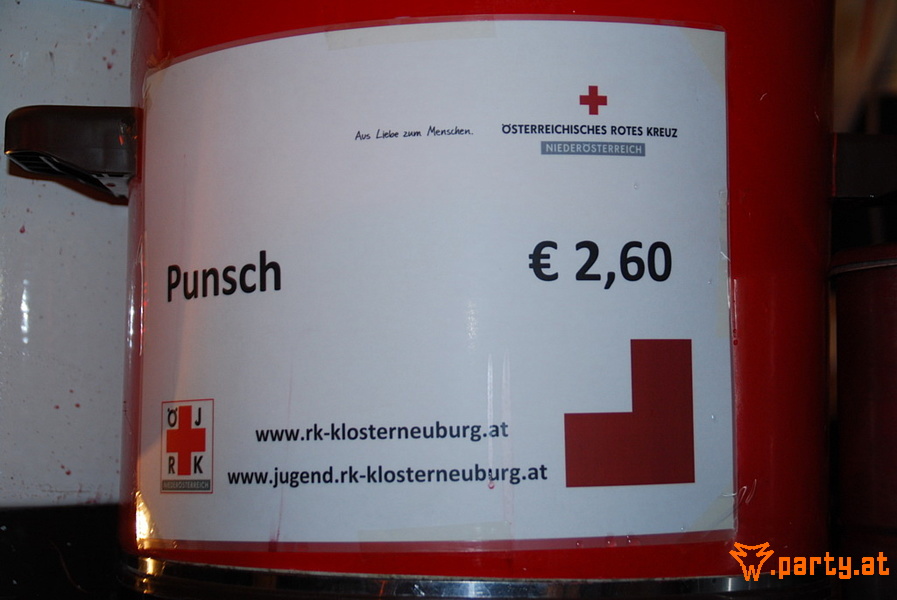 Aus Liebe zum Menschen.
ÖSTERREICHISCHES ROTES KREUZ
NIEDERÖSTERREICH
Punsch
€ 2,60
Ö J
R K
NIEDERÖSTERREICH
www.rk-klosterneuburg.at
www.jugend.rk-klosterneuburg.at
.party.at